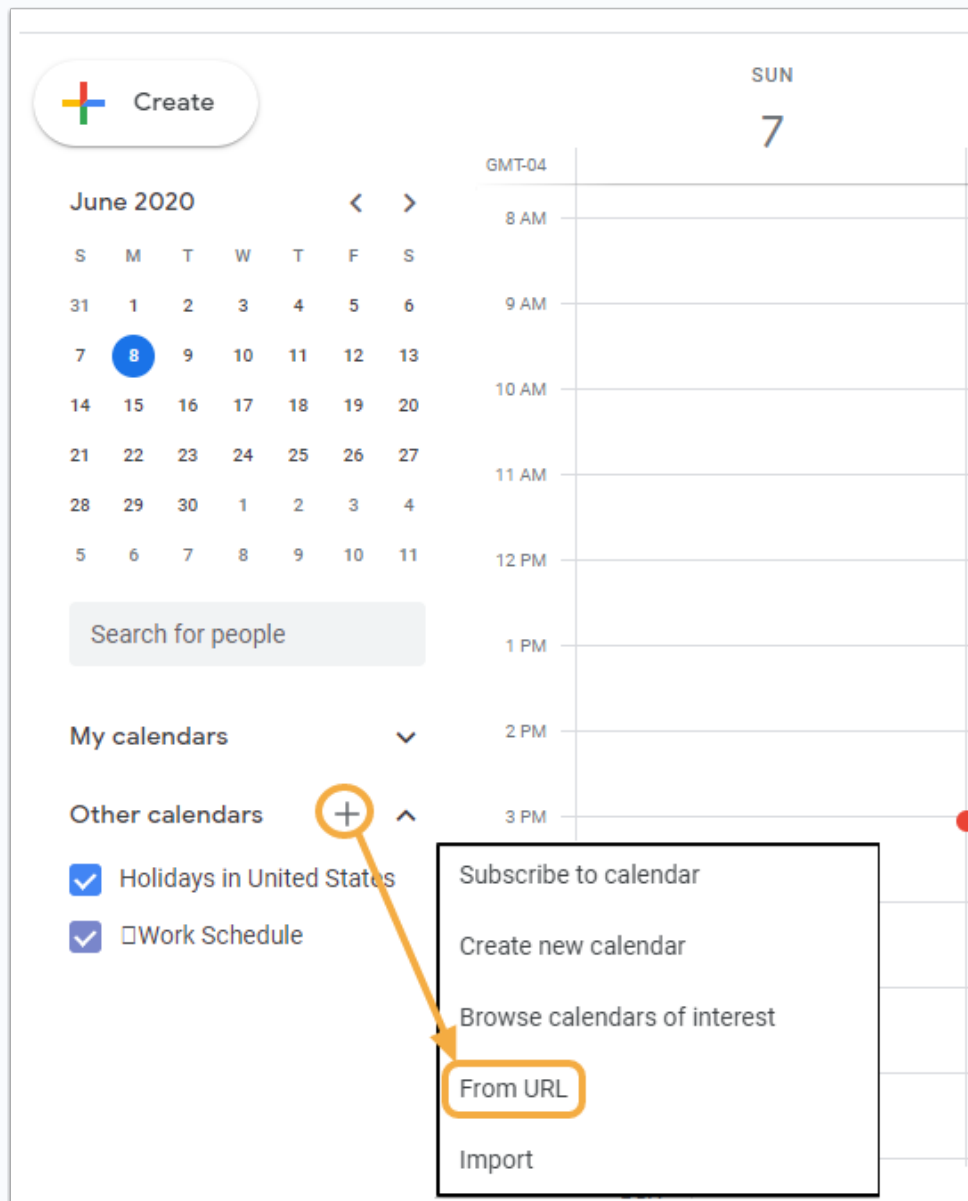 Create
SUN
7
GMT-04
June 2020
S M T W T F S
31 1 2 3 4 5 6
7 8 9 10 11 12 13
14 15 16 17 18 19 20
21 22 23 24 25 26 27
28 29 30 1 2 3 4
5 6 7 8 9 10 11
Search for people
My calendars
Other calendars
Holidays in United States
□Work Schedule
8 AM
9 AM
10 AM
11 AM
12 PM
1 PM
2 PM
3 PM
Subscribe to calendar
Create new calendar
Browse calendars of interest
From URL
Import